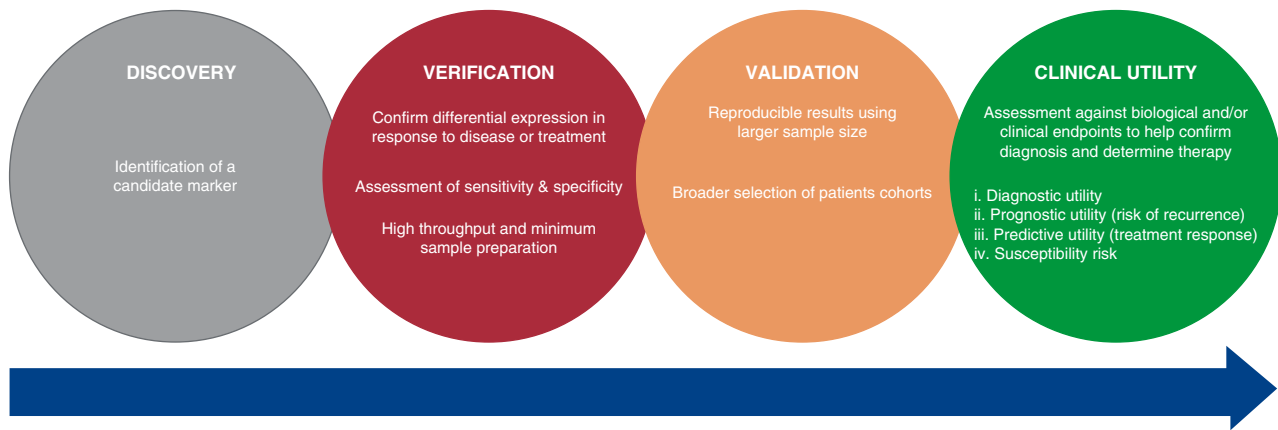 DISCOVERY
Identification of a
candidate marker
VERIFICATION
Confirm differential expression in
response to disease or treatment
Assessment of sensitivity & specificity
High throughput and minimum
sample preparation
VALIDATION
Reproducible results using
larger sample size
Broader selection of patients cohorts
CLINICAL UTILITY
Assessment against biological and/or
clinical endpoints to help confirm
diagnosis and determine therapy
i. Diagnostic utility
ii. Prognostic utility (risk of recurrence)
iii. Predictive utility (treatment response)
iv. Susceptibility risk